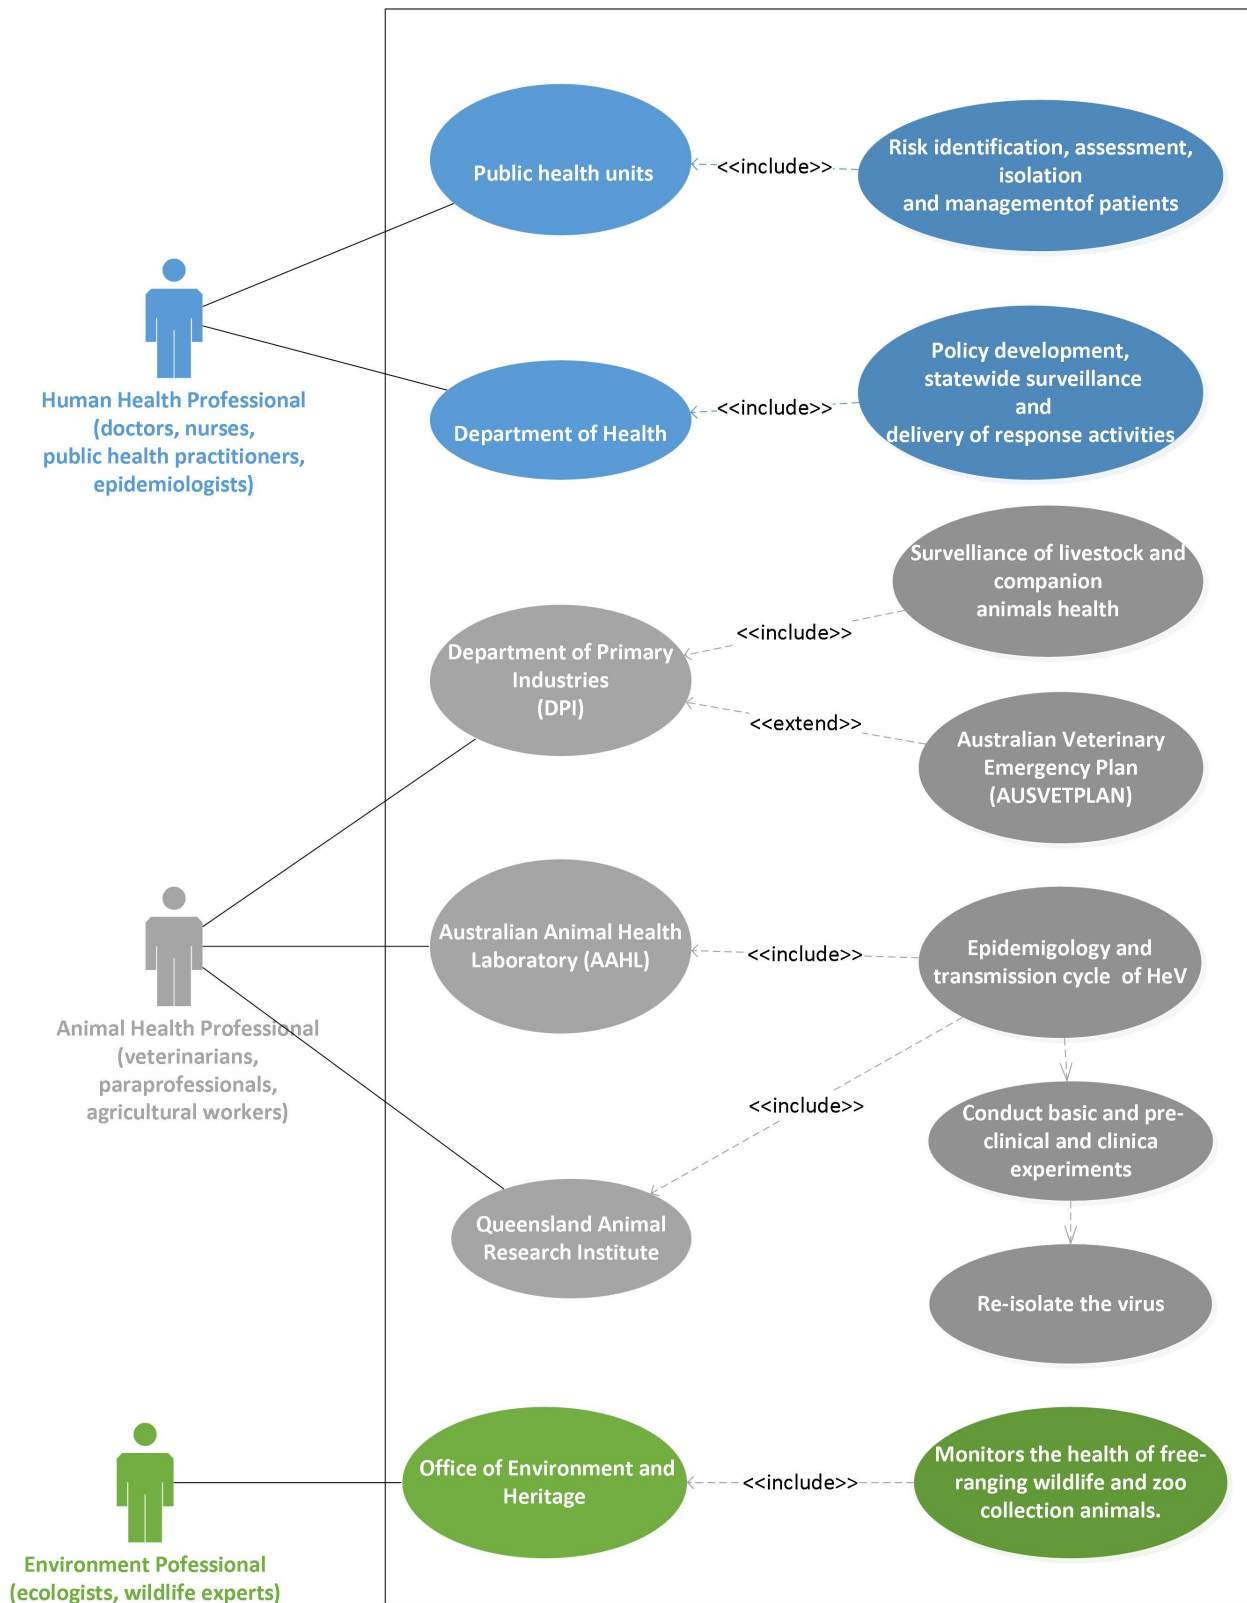 Public health units
<<include>>
Risk identification, assessment,
isolation
and managementof patients
Human Health Professional
(doctors, nurses,
public health practitioners,
epidemiologists)
Department of Health
<<include>>
Policy development,
statewide surveillance
and
delivery of response activities
Survelliance of livestock and
companion
animals health
<<include>>
Department of Primary
Industries
(DPI)
<<extend>>
Australian Veterinary
Emergency Plan
(AUSVETPLAN)
Animal Health Professional
(veterinarians,
paraprofessionals,
agricultural workers)
Australian Animal Health
Laboratory (AAHL)
<<include>>
Epidemigology and
transmission cycle  of HeV
<<include>>
Conduct basic and pre-
clinical and clinica
experiments
Queensland Animal
Research Institute
Re-isolate the virus
Environment Pofessional
(ecologists, wildlife experts)
Office of Environment and
Heritage
<<include>>
Monitors the health of free-
ranging wildlife and zoo
collection animals.